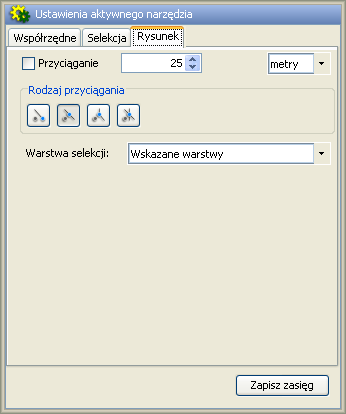 Ustawienia aktywnego narzędzia
Współrzędne Selekcja Rysunek
Przyciąganie 25 metry
Rodzaj przyciągania
Warstwa selekcji: Wskazane warstwy
Zapisz zasięg